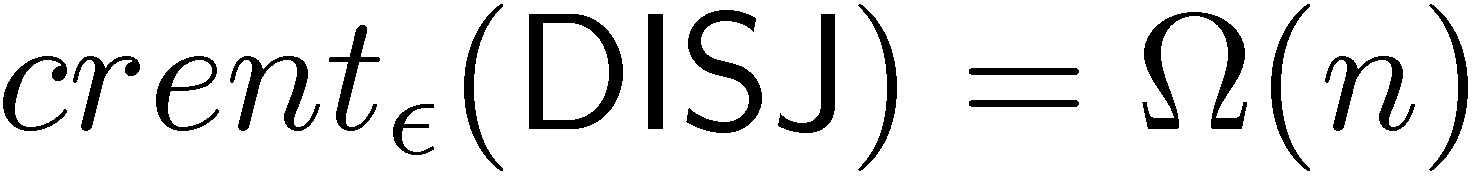 crent_ϵ(DISJ) = Ω(n)